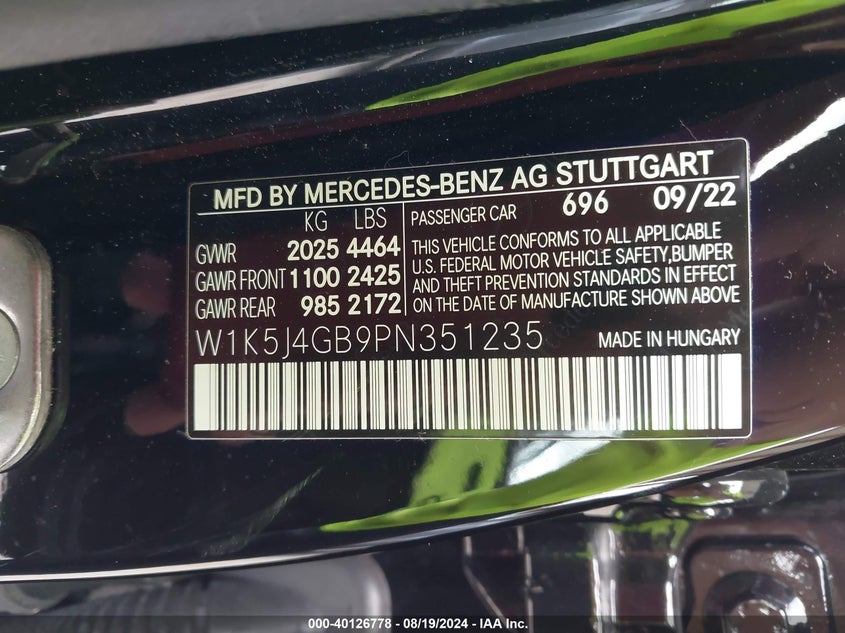 MFD BY MERCEDES-BENZ AG STUTTGART
KG LBS
GVWR 2025 4464
GAWR FRONT 1100 2425
GAWR REAR 985 2172
PASSENGER CAR 696 09/22
THIS VEHICLE CONFORMS TO ALL APPLICABLE
U.S. FEDERAL MOTOR VEHICLE SAFETY,BUMPER
AND THEFT PREVENTION STANDARDS IN EFFECT
ON THE DATE OF MANUFACTURE SHOWN ABOVE
W1K5J4GB9PN351235 MADE IN HUNGARY
000-40126778 - 08/19/2024 - IAA Inc.